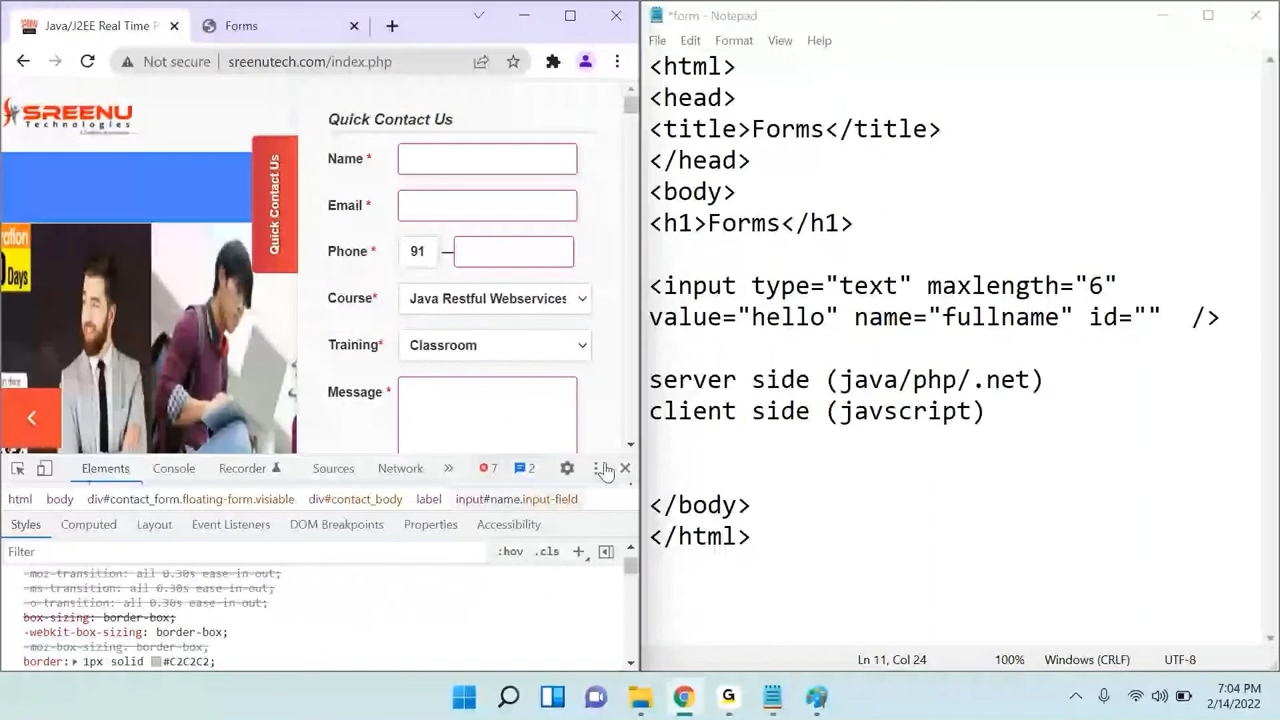 Java/J2EE Real Time P
Forms
Not secure
sreenutech.com/index.php
SREENU
Technologies
Quick Contact Us
Days
Quick Contact Us
Name *
Email *
Phone * 91
Course* Java Restful Webservices
Training* Classroom
Message *
Elements Console Recorder Sources Network » 7 2
html body div#contact_form.floating-form.visiable div#contact_body label input#name.input-field
Styles Computed Layout Event Listeners DOM Breakpoints Properties Accessibility
Filter :hov .cls +
-moz-transition: all 0.30s ease-in-out;
-ms-transition: all 0.30s ease-in-out;
-o-transition: all 0.30s ease-in-out;
box-sizing: border-box;
-webkit-box-sizing: border-box;
-moz-box-sizing: border-box;
border: 1px solid #C2C2C2;
*form - Notepad
File Edit Format View Help
<html>
<head>
<title>Forms</title>
</head>
<body>
<h1>Forms</h1>
<input type="text" maxlength="6"
value="hello" name="fullname" id="" />
server side (java/php/.net)
client side (javscript)
</body>
</html>
Ln 11, Col 24 100% Windows (CRLF) UTF-8
G
7:04 PM
2/14/2022